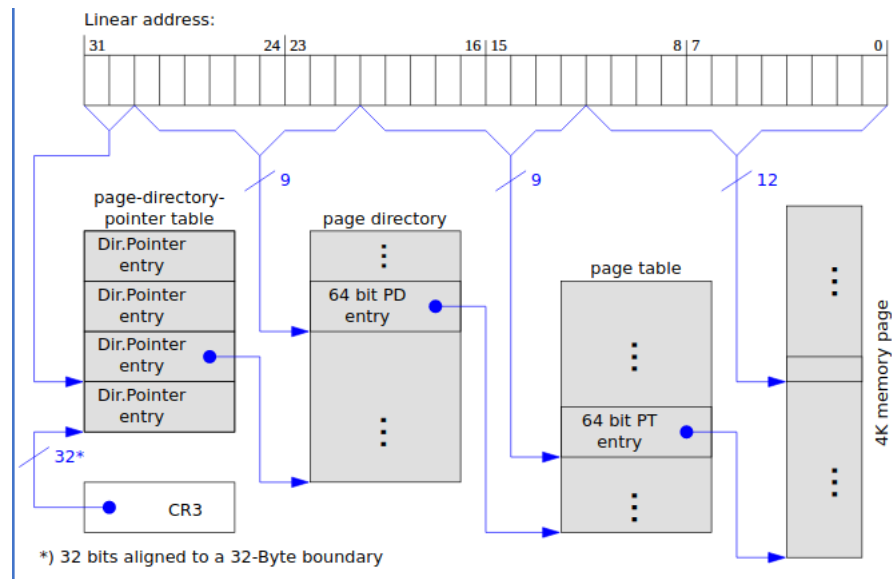 Linear address:
31 24 23 16 15 8 7 0
9 9 12
page-directory-
pointer table
page directory
page table
Dir.Pointer
entry
Dir.Pointer
entry
Dir.Pointer
entry
Dir.Pointer
entry
64 bit PD
entry
64 bit PT
entry
4K memory page
32*
CR3
*) 32 bits aligned to a 32-Byte boundary